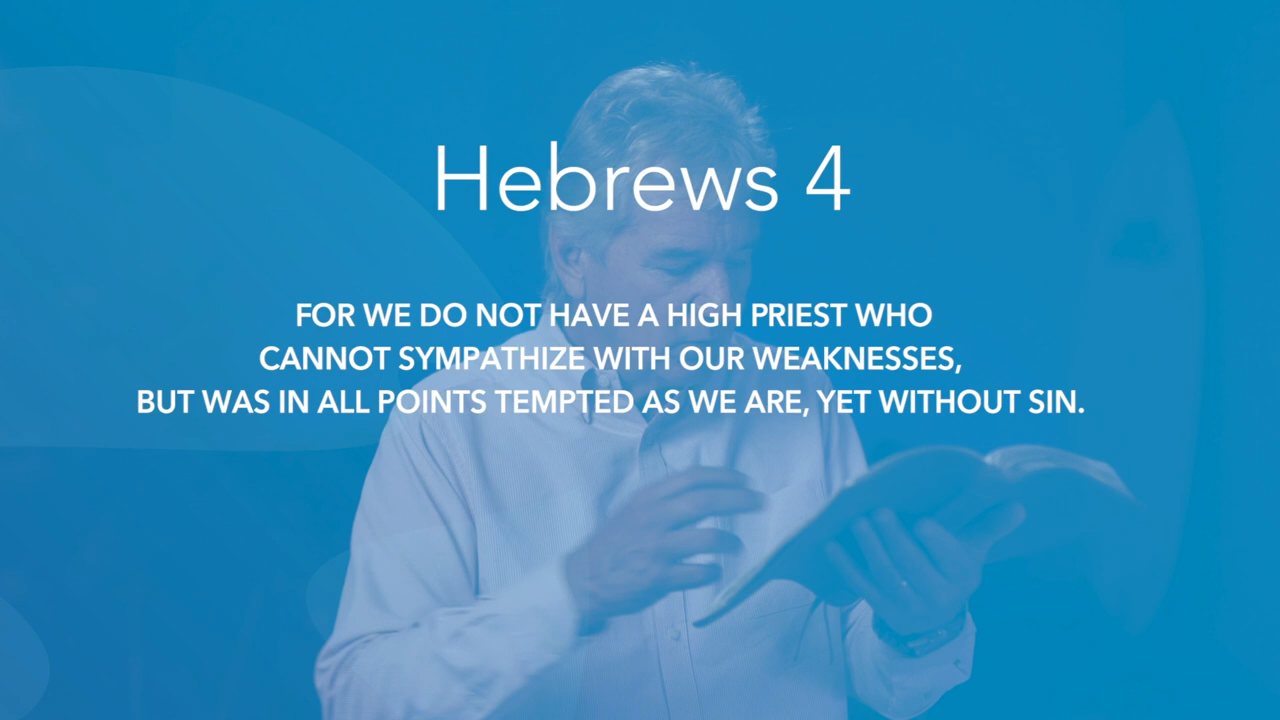 Hebrews 4
FOR WE DO NOT HAVE A HIGH PRIEST WHO
CANNOT SYMPATHIZE WITH OUR WEAKNESSES,
BUT WAS IN ALL POINTS TEMPTED AS WE ARE, YET WITHOUT SIN.